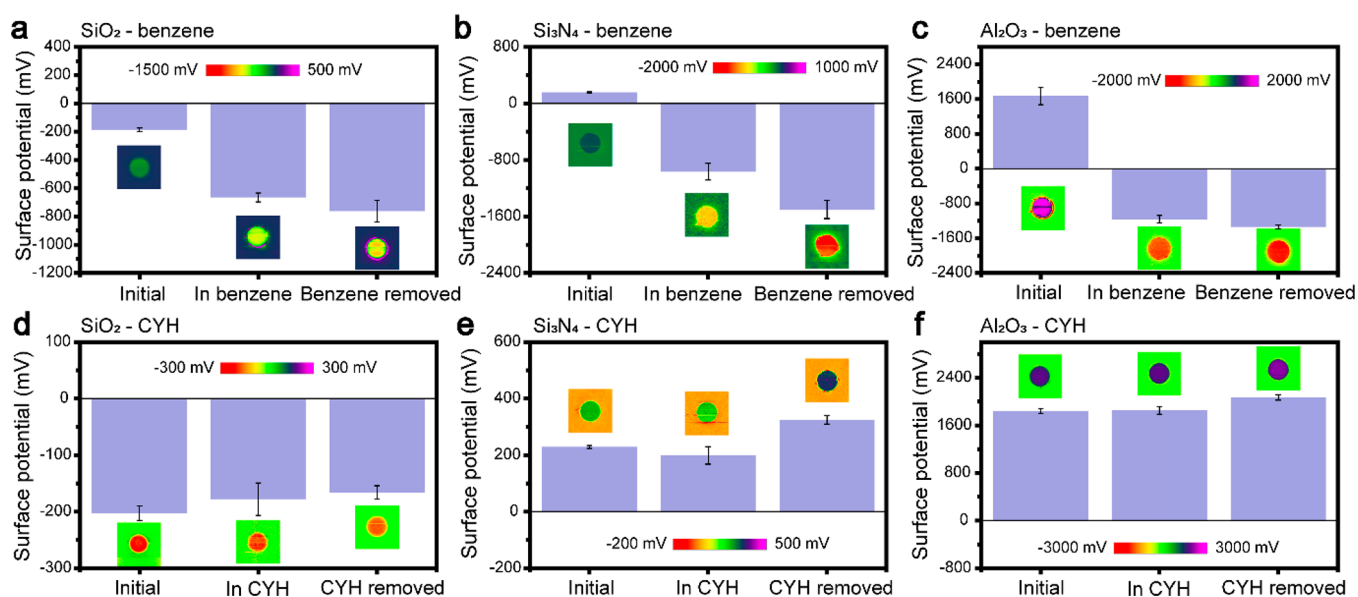 a
SiO₂ - benzene
Surface potential (mV)
400
200
0
-200
-400
-600
-800
-1000
-1200
-1500 mV 500 mV
Initial In benzene Benzene removed
b
Si₃N₄ - benzene
Surface potential (mV)
800
0
-800
-1600
-2400
-2000 mV 1000 mV
Initial In benzene Benzene removed
c
Al₂O₃ - benzene
Surface potential (mV)
2400
1600
800
0
-800
-1600
-2400
-2000 mV 2000 mV
Initial In benzene Benzene removed
d
SiO₂ - CYH
Surface potential (mV)
100
0
-100
-200
-300
-300 mV 300 mV
Initial In CYH CYH removed
e
Si₃N₄ - CYH
Surface potential (mV)
600
400
200
0
-200
-200 mV 500 mV
Initial In CYH CYH removed
f
Al₂O₃ - CYH
Surface potential (mV)
2400
1600
800
0
-800
-3000 mV 3000 mV
Initial In CYH CYH removed